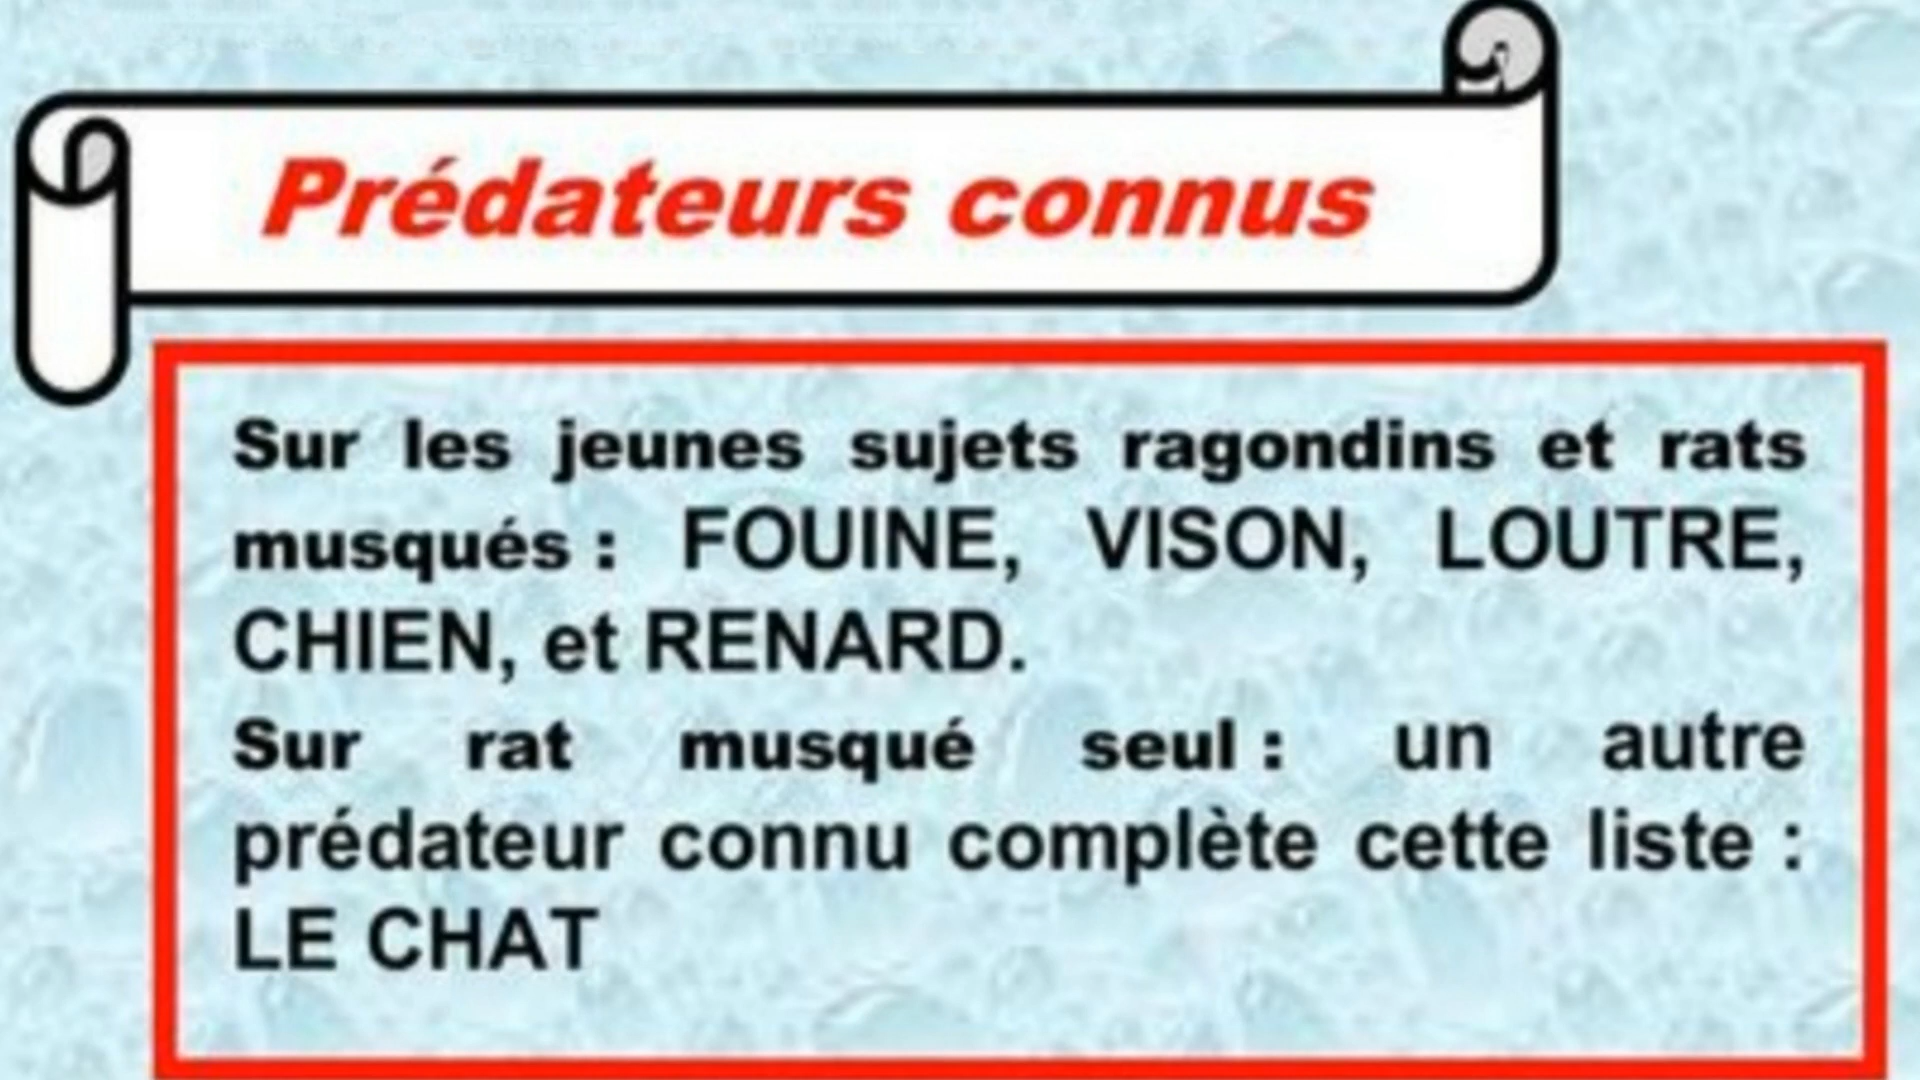 Prédateurs connus
Sur les jeunes sujets ragondins et rats
musqués : FOUINE, VISON, LOUTRE,
CHIEN, et RENARD.
Sur rat musqué seul : un autre
prédateur connu complète cette liste :
LE CHAT